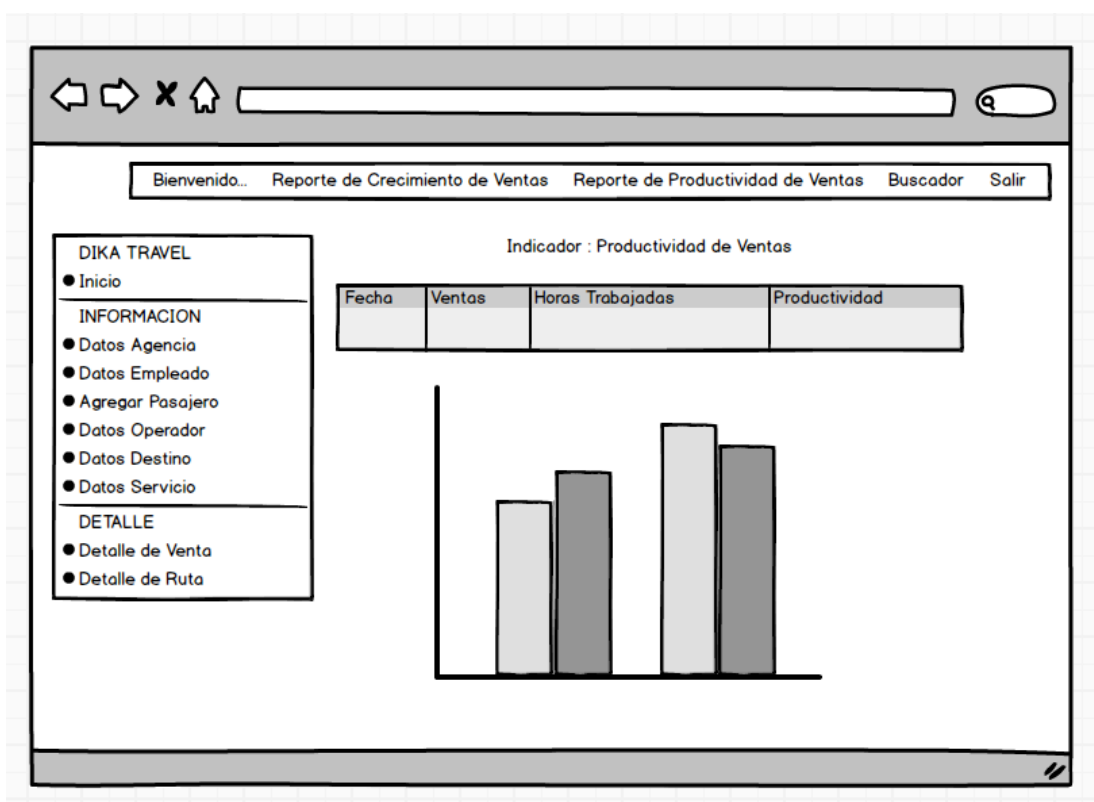 Bienvenido... Reporte de Crecimiento de Ventas Reporte de Productividad de Ventas Buscador Salir
DIKA TRAVEL
Inicio
INFORMACION
Datos Agencia
Datos Empleado
Agregar Pasajero
Datos Operador
Datos Destino
Datos Servicio
DETALLE
Detalle de Venta
Detalle de Ruta
Indicador : Productividad de Ventas
Fecha Ventas Horas Trabajadas Productividad